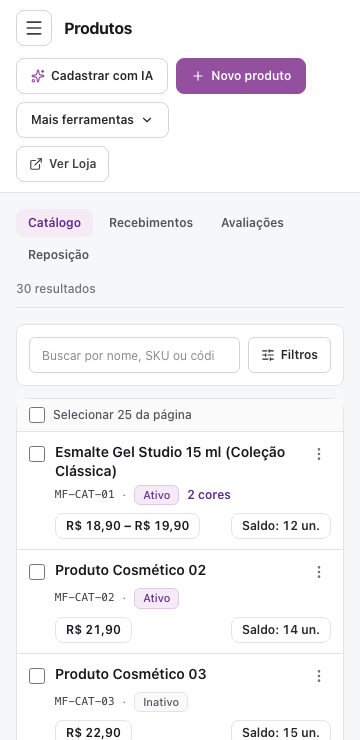 Produtos
Cadastrar com IA
Novo produto
Mais ferramentas
Ver Loja
Catálogo
Recebimentos
Avaliações
Reposição
30 resultados
Buscar por nome, SKU ou códi
Filtros
Selecionar 25 da página
Esmalte Gel Studio 15 ml (Coleção
Clássica)
MF-CAT-01 · Ativo 2 cores
R$ 18,90 – R$ 19,90
Saldo: 12 un.
Produto Cosmético 02
MF-CAT-02 · Ativo
R$ 21,90
Saldo: 14 un.
Produto Cosmético 03
MF-CAT-03 · Inativo
R$ 22,90
Saldo: 15 un.